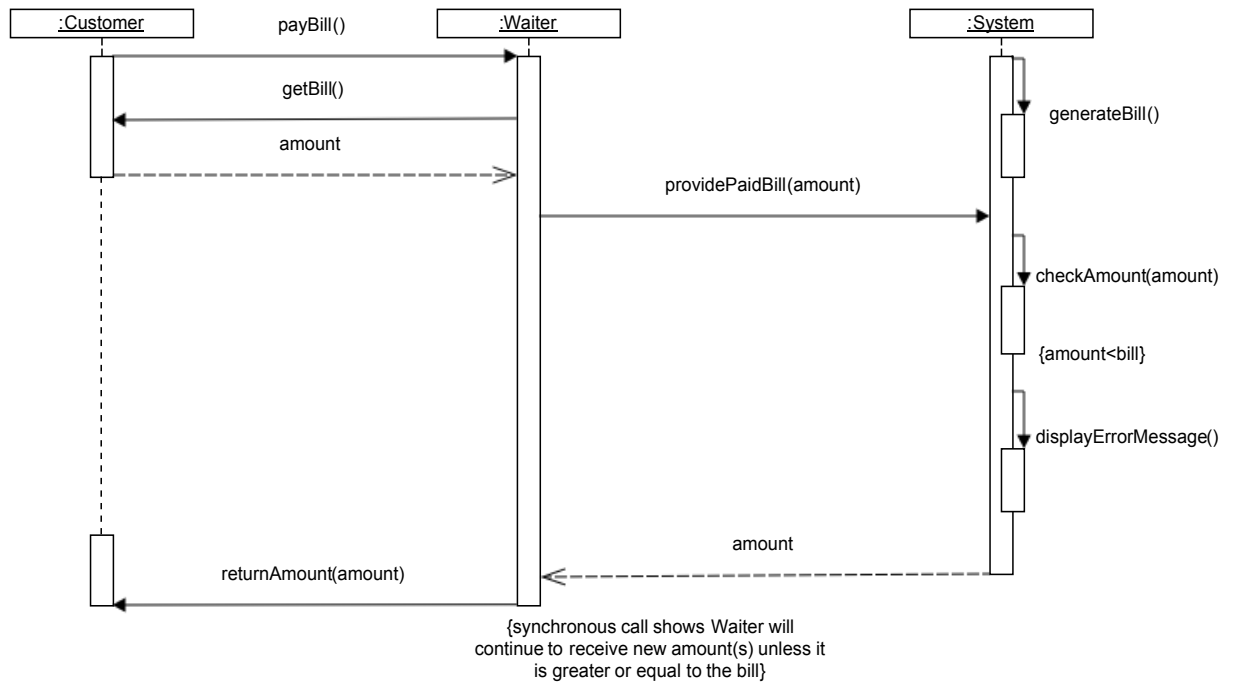 :Customer
payBill()
:Waiter
:System
getBill()
generateBill()
amount
providePaidBill(amount)
checkAmount(amount)
{amount<bill}
displayErrorMessage()
amount
returnAmount(amount)
{synchronous call shows Waiter will
continue to receive new amount(s) unless it
is greater or equal to the bill}